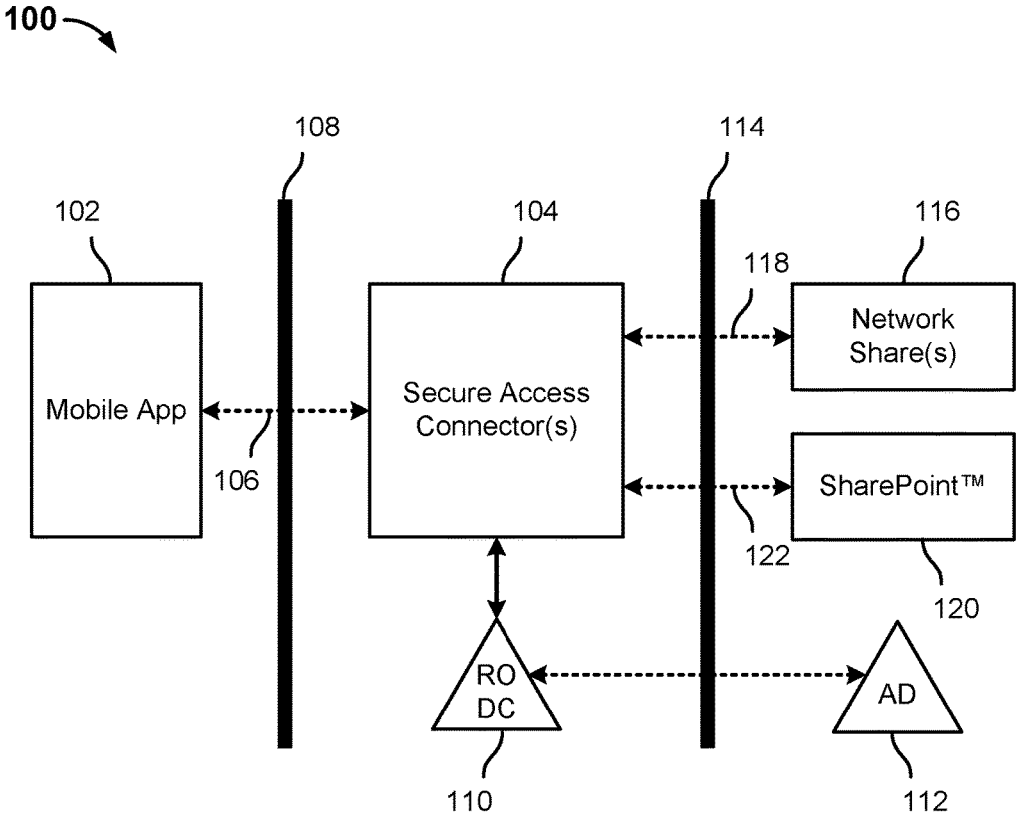 100
108
114
102
104
116
118
Network
Share(s)
Mobile App
Secure Access
Connector(s)
106
SharePoint™
122
120
RO
DC
AD
110
112